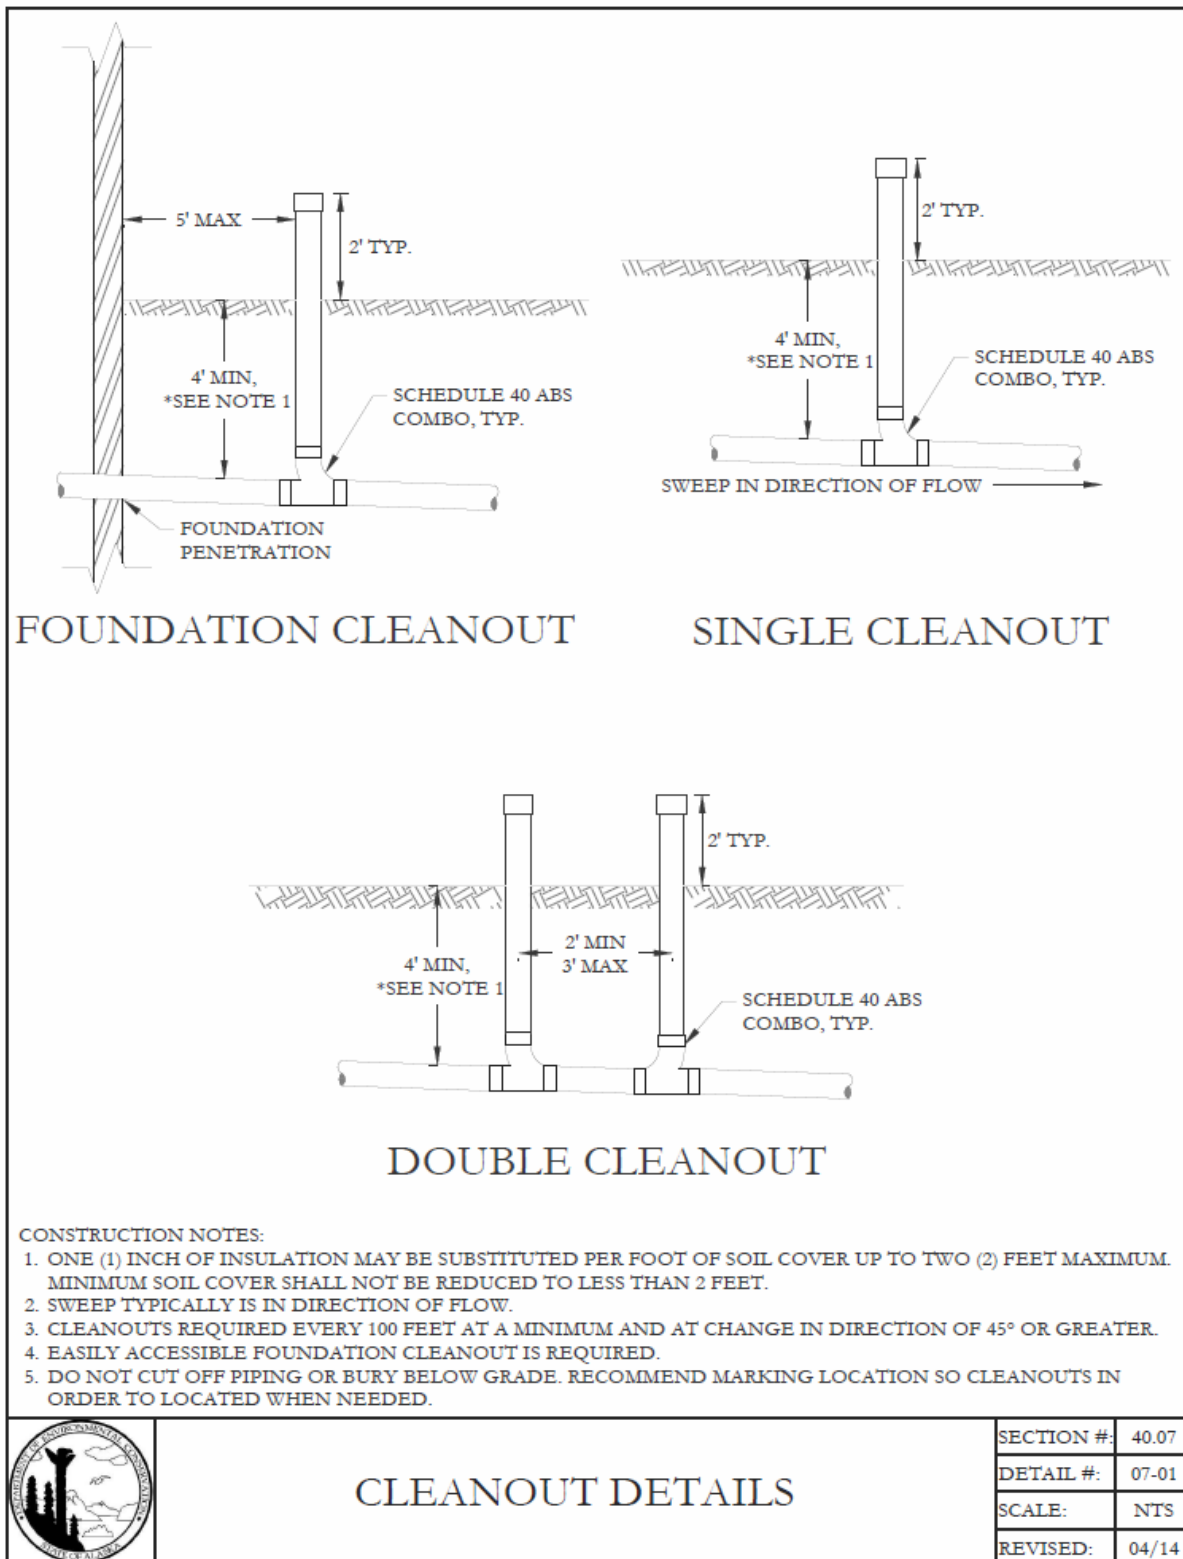 5' MAX
2' TYP.
4' MIN,
*SEE NOTE 1
SCHEDULE 40 ABS
COMBO, TYP.
FOUNDATION
PENETRATION
FOUNDATION CLEANOUT
2' TYP.
4' MIN,
*SEE NOTE 1
SCHEDULE 40 ABS
COMBO, TYP.
SWEEP IN DIRECTION OF FLOW
SINGLE CLEANOUT
2' TYP.
2' MIN
3' MAX
4' MIN,
*SEE NOTE 1
SCHEDULE 40 ABS
COMBO, TYP.
DOUBLE CLEANOUT
CONSTRUCTION NOTES:
1. ONE (1) INCH OF INSULATION MAY BE SUBSTITUTED PER FOOT OF SOIL COVER UP TO TWO (2) FEET MAXIMUM.
MINIMUM SOIL COVER SHALL NOT BE REDUCED TO LESS THAN 2 FEET.
2. SWEEP TYPICALLY IS IN DIRECTION OF FLOW.
3. CLEANOUTS REQUIRED EVERY 100 FEET AT A MINIMUM AND AT CHANGE IN DIRECTION OF 45° OR GREATER.
4. EASILY ACCESSIBLE FOUNDATION CLEANOUT IS REQUIRED.
5. DO NOT CUT OFF PIPING OR BURY BELOW GRADE. RECOMMEND MARKING LOCATION SO CLEANOUTS IN
ORDER TO LOCATED WHEN NEEDED.
DEPARTMENT OF ENVIRONMENTAL CONSERVATION
STATE OF ALASKA
CLEANOUT DETAILS
SECTION #: 40.07
DETAIL #: 07-01
SCALE: NTS
REVISED: 04/14